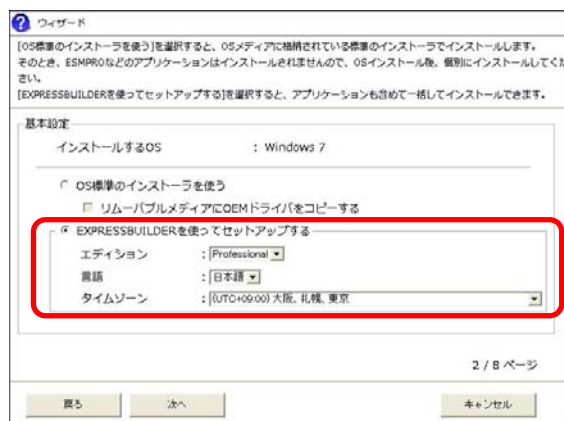 ウィザード
[OS標準のインストーラを使う]を選択すると、OSメディアに格納されている標準のインストーラでインストールします。
そのとき、ESMPROなどのアプリケーションはインストールされませんので、OSインストール後、個別にインストールしてくだ
さい。
[EXPRESSBUILDERを使ってセットアップする]を選択すると、アプリケーションも含めて一括してインストールできます。
基本設定
インストールするOS : Windows 7
OS標準のインストーラを使う
リムーバブルメディアにOEMドライバをコピーする
EXPRESSBUILDERを使ってセットアップする
エディション : Professional
言語 : 日本語
タイムゾーン : (UTC+09:00) 大阪、札幌、東京
2 / 8 ページ
戻る 次へ キャンセル